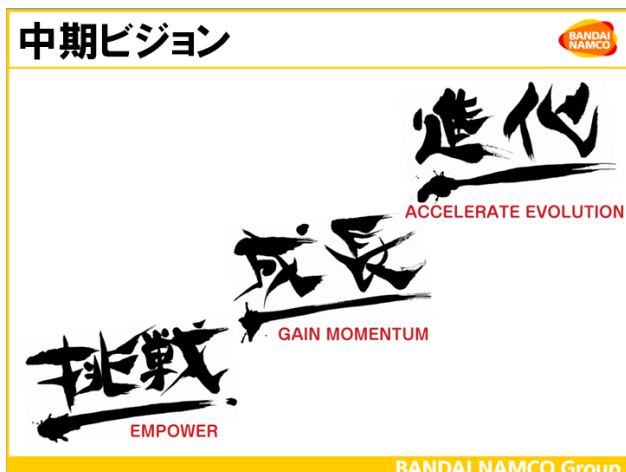 中期ビジョン
BANDAI
NAMCO
進化
ACCELERATE EVOLUTION
成長
GAIN MOMENTUM
挑戦
EMPOWER
BANDAI NAMCO Group